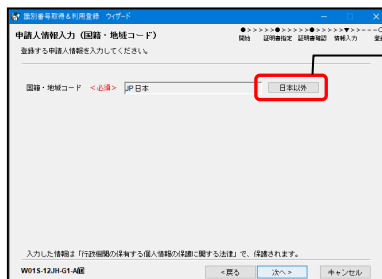 識別番号取得＆利用登録 ウィザード
申請人情報入力（国籍・地域コード）
●>>>>>●>>>>>●>>>>>▼>>---○
開始 証明書指定 証明書確認 情報入力
登録する申請人情報を入力してください。
国籍・地域コード ＜必須＞ JP 日本 日本以外
入力した情報は「行政機関の保有する個人情報の保護に関する法律」で、保護されます。
W01S-12JH-G1-A
<戻る 次へ> キャンセル